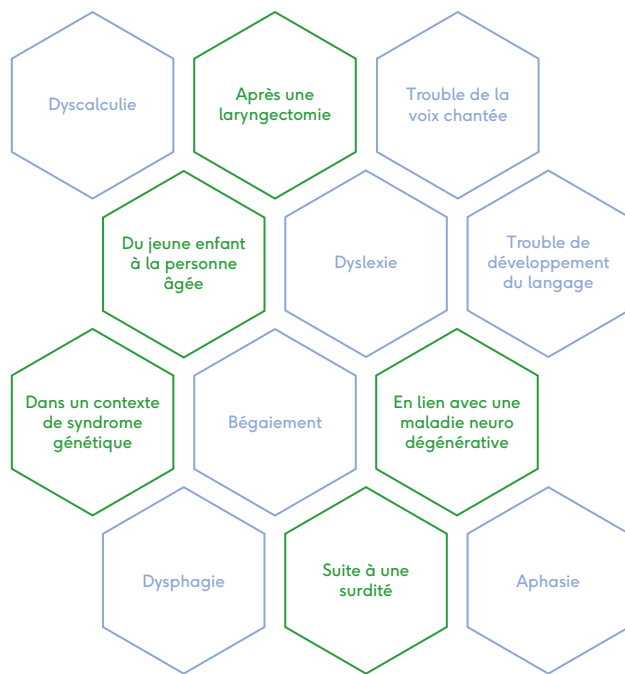 Dyscalculie
Après une
laryngectomie
Trouble de la
voix chantée
Du jeune enfant
à la personne
âgée
Dyslexie
Trouble de
développement
du langage
Dans un contexte
de syndrome
génétique
Bégaiement
En lien avec une
maladie neuro
dégénérative
Dysphagie
Suite à une
surdité
Aphasie